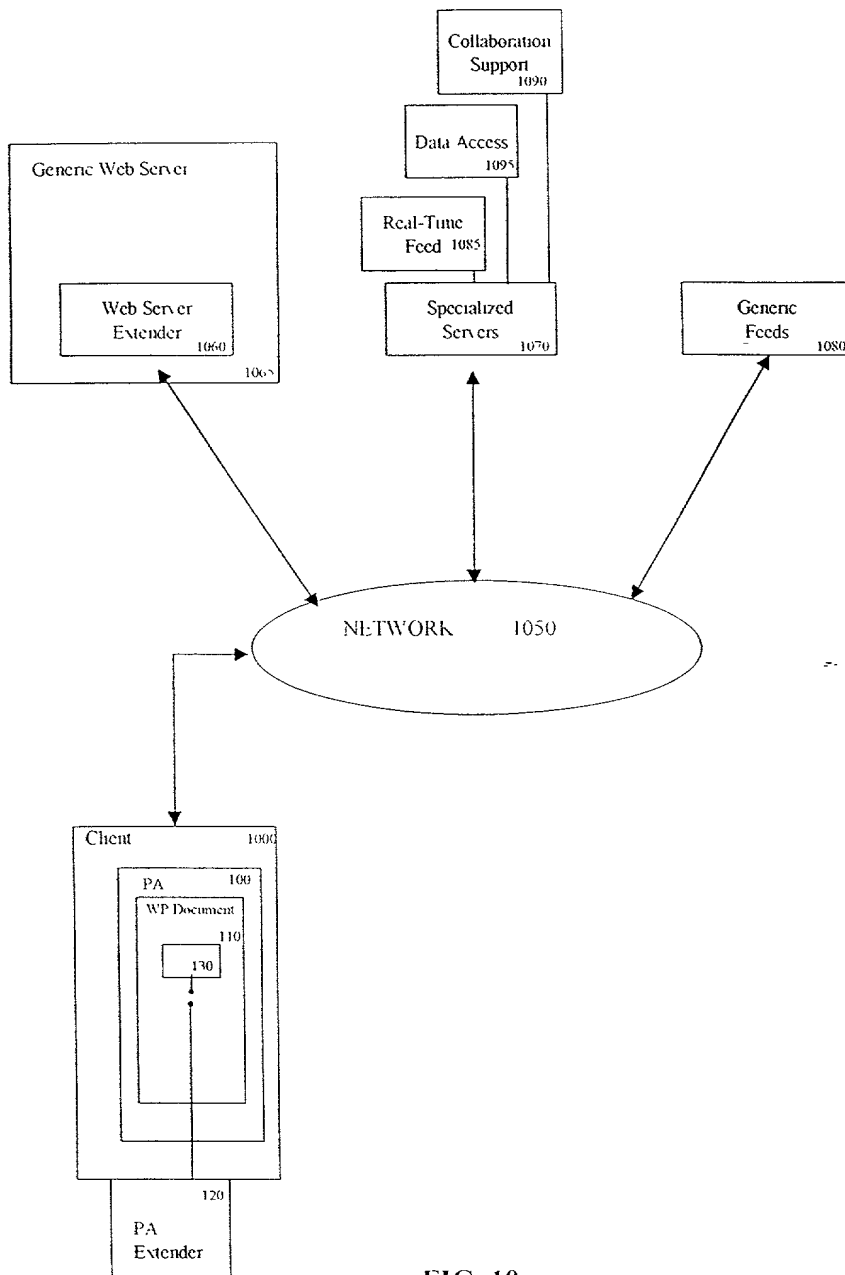 Collaboration
Support
1090
Data Access
1095
Generic Web Server
Real-Time
Feed 1085
Web Server
Extender
1060
1065
Specialized
Servers
1070
Generic
Feeds
1080
NETWORK 1050
Client 1000
PA 100
WP Document
110
130
120
PA
Extender
FIG. 10